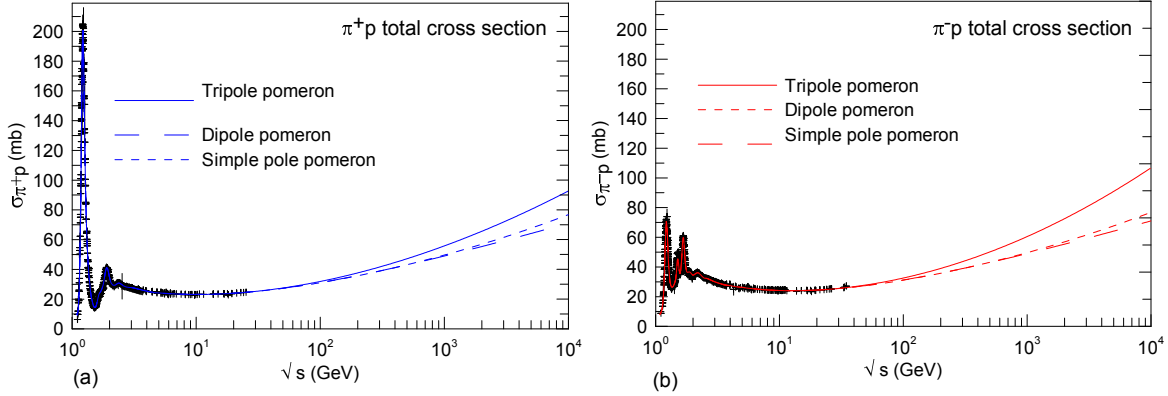 π⁺p total cross section
Tripole pomeron
Dipole pomeron
Simple pole pomeron
σπ⁺p (mb)
200
180
160
140
120
100
80
60
40
20
0
10⁰ 10¹ 10² 10³ 10⁴
(a) √ s (GeV)
π⁻p total cross section
Tripole pomeron
Dipole pomeron
Simple pole pomeron
σπ⁻p (mb)
200
180
160
140
120
100
80
60
40
20
0
10⁰ 10¹ 10² 10³ 10⁴
(b) √ s (GeV)